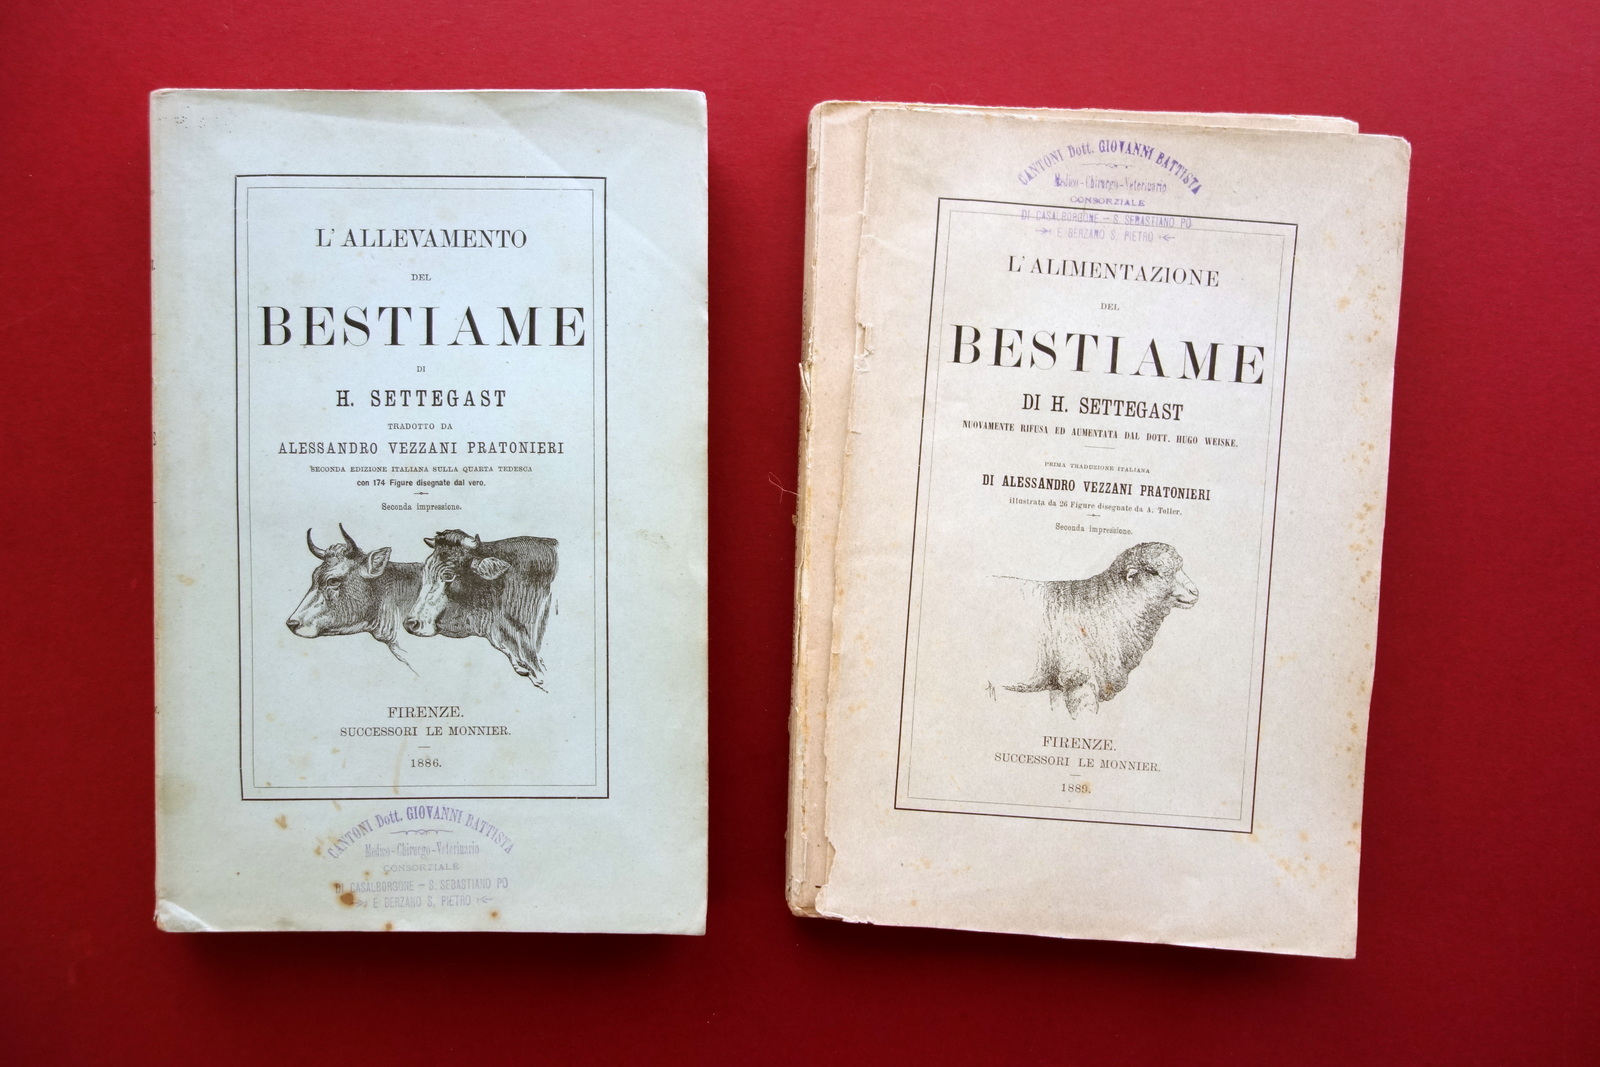 L' ALLEVAMENTO
DEL
BESTIAME
DI
H. SETTEGAST
TRADOTTO DA
ALESSANDRO VEZZANI PRATONIERI
SECONDA EDIZIONE ITALIANA SULLA QUARTA TEDESCA
con 174 Figure disegnate dal vero.
Seconda impressione.
FIRENZE.
SUCCESSORI LE MONNIER.
1886.
CANTONI Dott. GIOVANNI BATTISTA
Medico-Chirurgo-Veterinario
CONSORZIALE
DI CASALBORGONE – S. SEBASTIANO PO
E BERZANO S. PIETRO
CANTONI Dott. GIOVANNI BATTISTA
Medico-Chirurgo-Veterinario
CONSORZIALE
DI CASALBORGONE – S. SEBASTIANO PO
E BERZANO S. PIETRO
L' ALIMENTAZIONE
DEL
BESTIAME
DI H. SETTEGAST
NUOVAMENTE RIFUSA ED AUMENTATA DAL DOTT. HUGO WEISKE.
PRIMA TRADUZIONE ITALIANA
DI ALESSANDRO VEZZANI PRATONIERI
illustrata da 26 Figure disegnate da A. Toller.
Seconda impressione.
FIRENZE.
SUCCESSORI LE MONNIER.
1889.